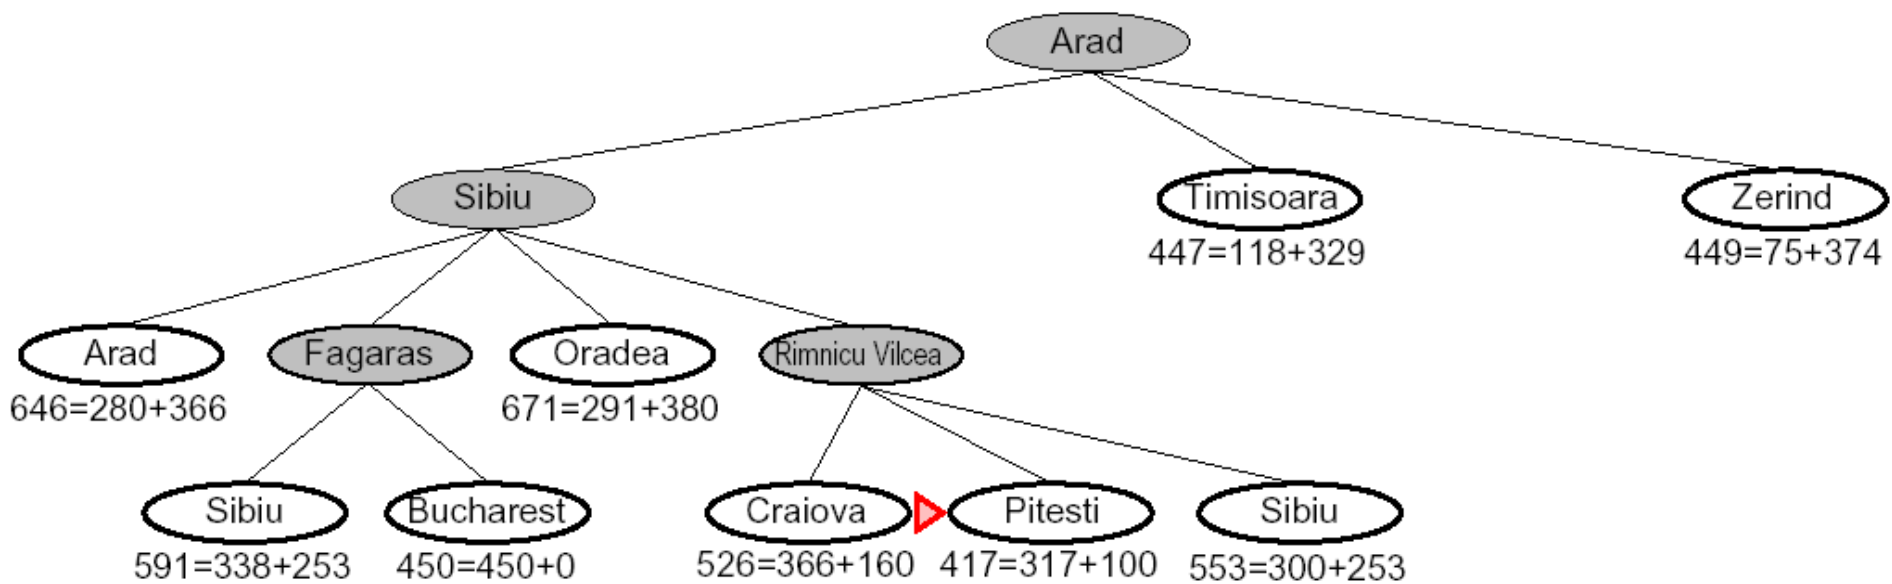 Arad
Sibiu
Timisoara
Zerind
447=118+329
449=75+374
Arad
Fagaras
Oradea
Rimnicu Vilcea
646=280+366
671=291+380
Sibiu
Bucharest
Craiova
Pitesti
Sibiu
591=338+253
450=450+0
526=366+160
417=317+100
553=300+253